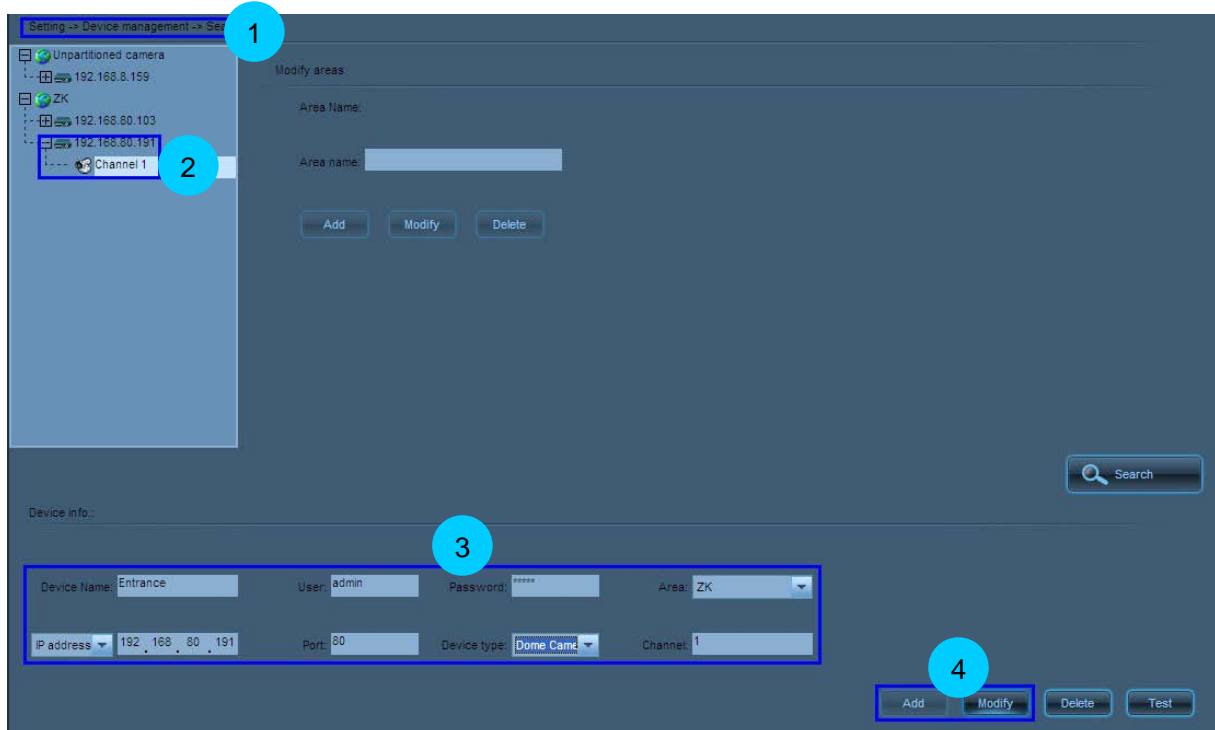 Setting -> Device management -> Sea
1
Unpartitioned camera
192.168.8.159
ZK
192.168.80.103
192.168.80.191
Channel 1
2
Modify areas
Area Name:
Area name:
Add Modify Delete
Search
Device info.:
3
Device Name: Entrance User: admin Password: ***** Area: ZK
IP address 192 . 168 . 80 . 191 Port: 80 Device type: Dome Came Channel: 1
4
Add Modify Delete Test